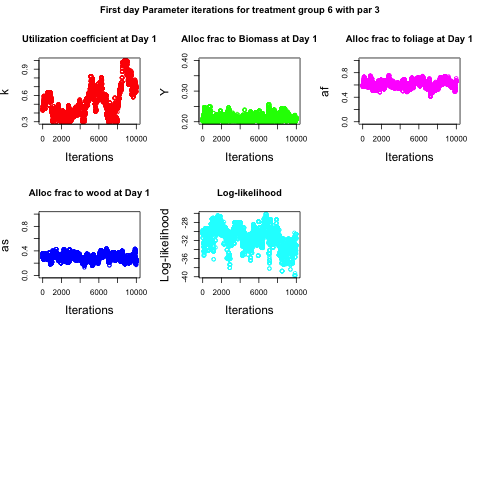 First day Parameter iterations for treatment group 6 with par 3
Utilization coefficient at Day 1
k
0.3 0.6 0.9
0 2000 6000 10000
Iterations
Alloc frac to Biomass at Day 1
Y
0.20 0.30 0.40
0 2000 6000 10000
Iterations
Alloc frac to foliage at Day 1
af
0.0 0.4 0.8
0 2000 6000 10000
Iterations
Alloc frac to wood at Day 1
as
0.0 0.4 0.8
0 2000 6000 10000
Iterations
Log-likelihood
Log-likelihood
-40 -36 -32 -28
0 2000 6000 10000
Iterations